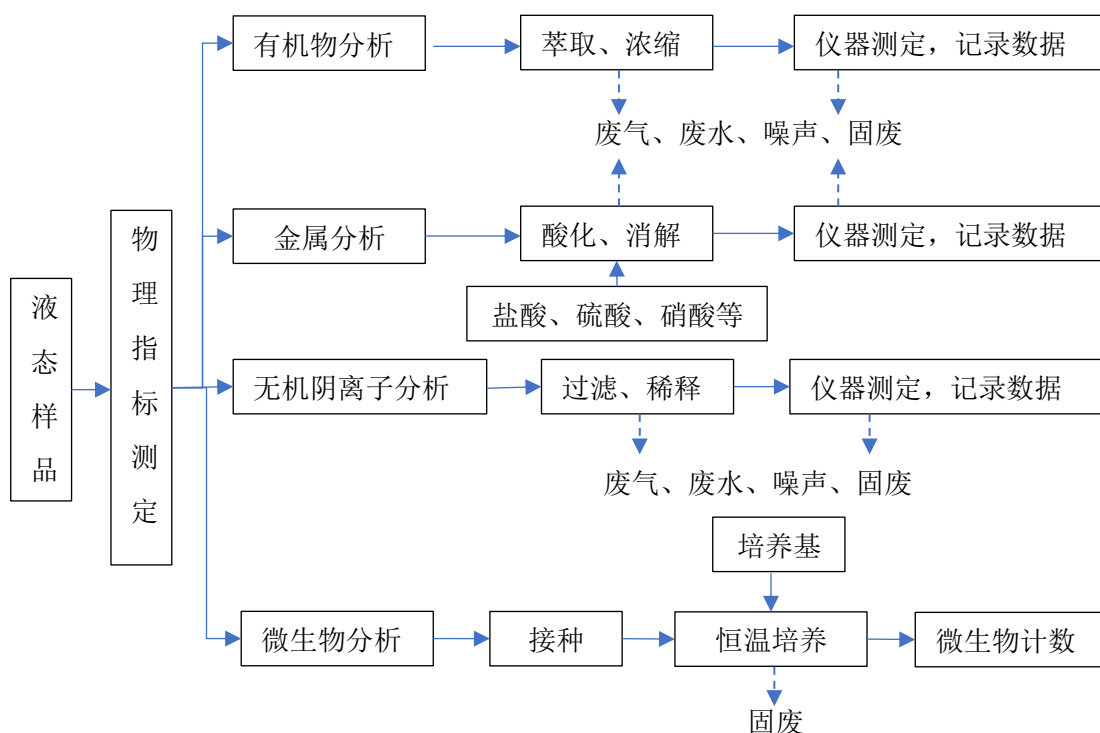 液态样品
物理指标测定
有机物分析
萃取、浓缩
仪器测定，记录数据
废气、废水、噪声、固废
金属分析
酸化、消解
仪器测定，记录数据
盐酸、硫酸、硝酸等
无机阴离子分析
过滤、稀释
仪器测定，记录数据
废气、废水、噪声、固废
培养基
微生物分析
接种
恒温培养
微生物计数
固废